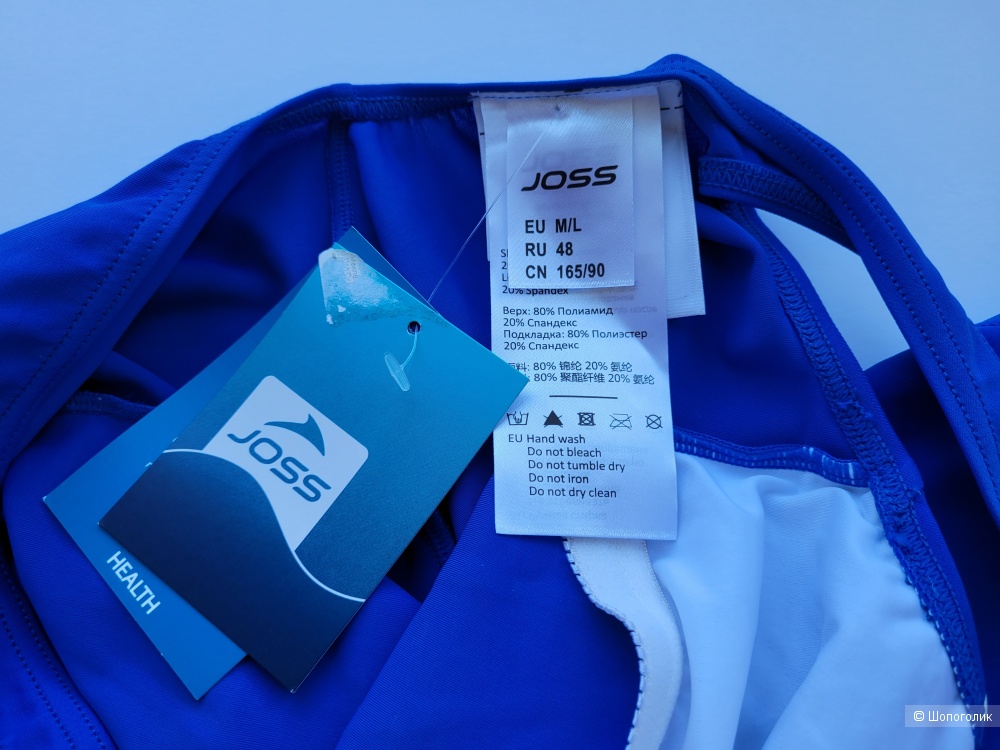 JOSS
EU M/L
RU 48
CN 165/90
20% Spandex
Верх: 80% Полиамид
20% Спандекс
Подкладка: 80% Полиэстер
20% Спандекс
80% 锦纶 20% 氨纶
80% 聚酯纤维 20% 氨纶
EU Hand wash
Do not bleach
Do not tumble dry
Do not iron
Do not dry clean
JOSS
HEALTH
© Шопоголик